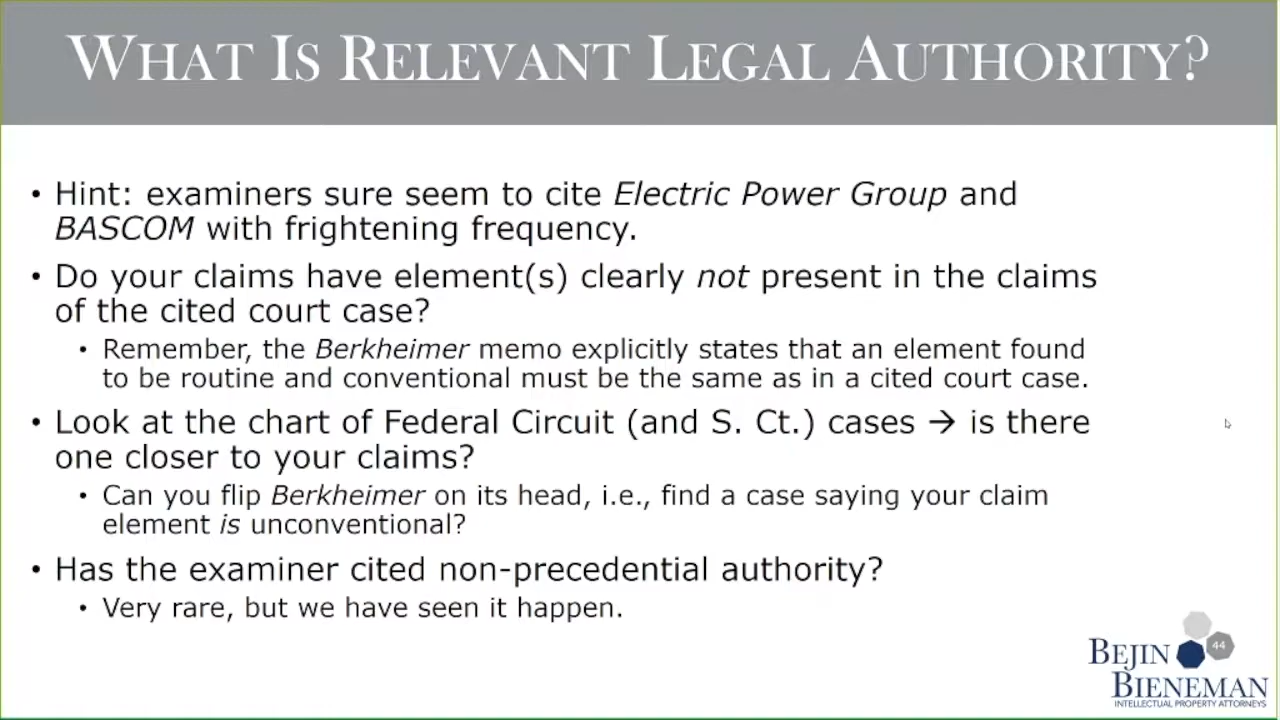 WHAT IS RELEVANT LEGAL AUTHORITY?
• Hint: examiners sure seem to cite Electric Power Group and
BASCOM with frightening frequency.
• Do your claims have element(s) clearly not present in the claims
of the cited court case?
• Remember, the Berkheimer memo explicitly states that an element found
to be routine and conventional must be the same as in a cited court case.
• Look at the chart of Federal Circuit (and S. Ct.) cases → is there
one closer to your claims?
• Can you flip Berkheimer on its head, i.e., find a case saying your claim
element is unconventional?
• Has the examiner cited non-precedential authority?
• Very rare, but we have seen it happen.
44
BEJIN
BIENEMAN
INTELLECTUAL PROPERTY ATTORNEYS